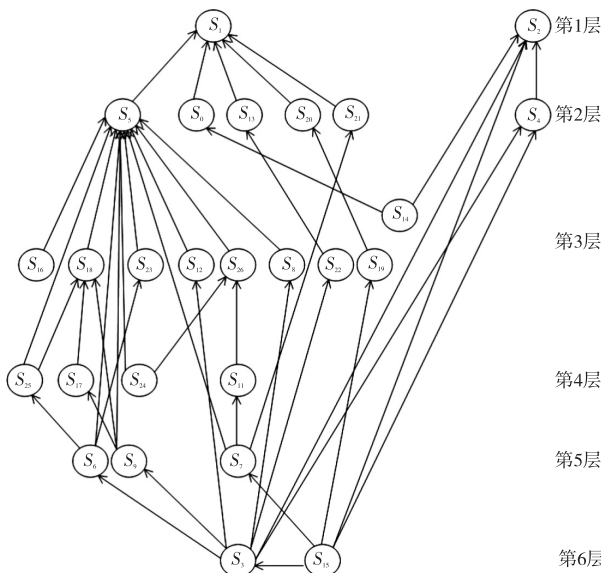 S₁ S₂ 第1层
S₅ S₀ S₁₃ S₂₀ S₂₁ S₄ 第2层
S₁₄
第3层
S₁₆ S₁₈ S₂₃ S₁₂ S₂₆ S₈ S₂₂ S₁₉
S₂₅ S₁₇ S₂₄ S₁₁ 第4层
S₆ S₉ S₇ 第5层
S₃ S₁₅ 第6层